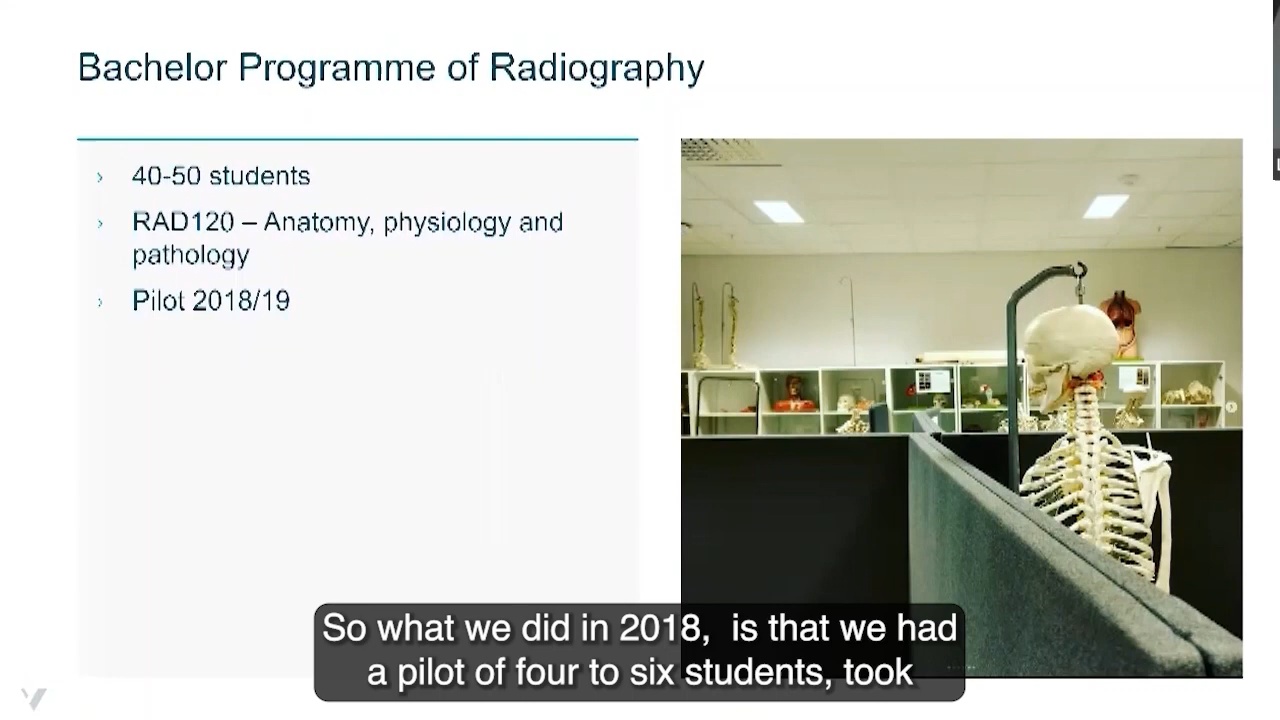 Bachelor Programme of Radiography
› 40-50 students
› RAD120 – Anatomy, physiology and
pathology
› Pilot 2018/19
So what we did in 2018,  is that we had
a pilot of four to six students, took